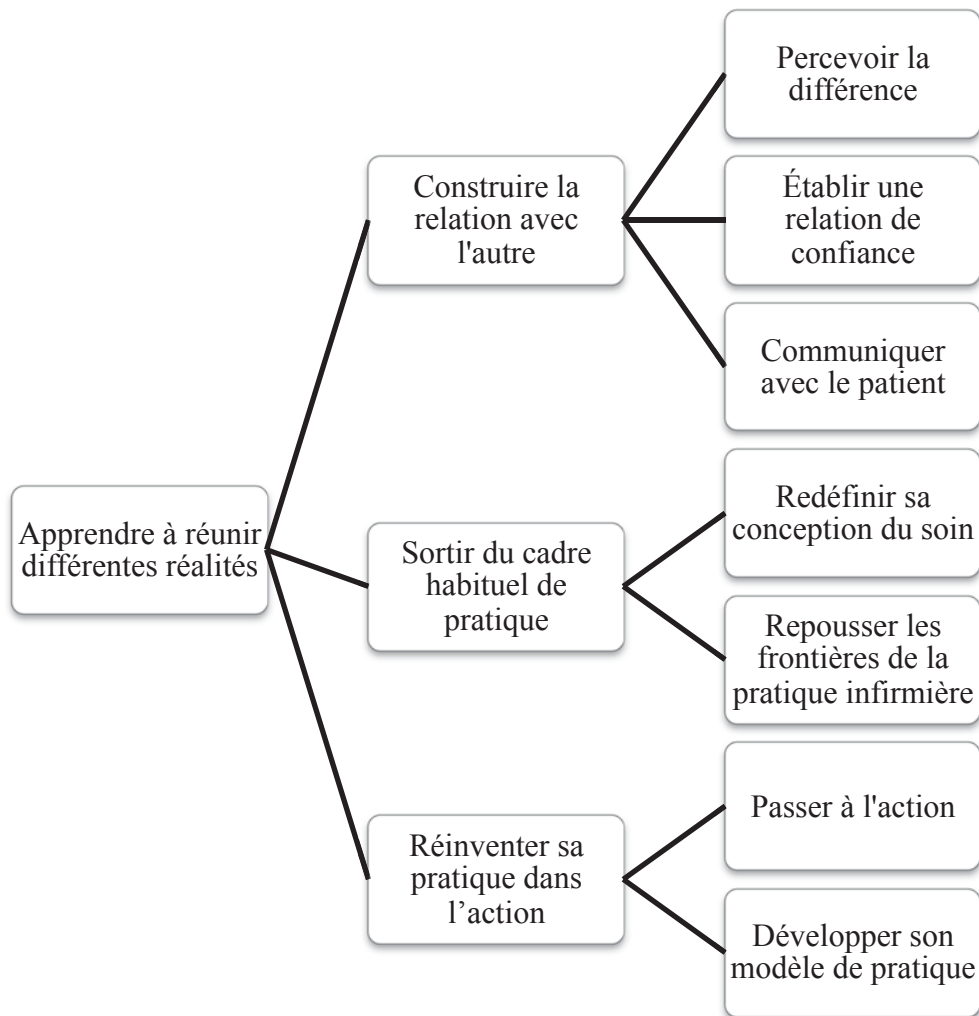 Apprendre à réunir
différentes réalités
Construire la
relation avec
l'autre
Percevoir la
différence
Établir une
relation de
confiance
Communiquer
avec le patient
Sortir du cadre
habituel de
pratique
Redéfinir sa
conception du soin
Repousser les
frontières de la
pratique infirmière
Réinventer sa
pratique dans
l’action
Passer à l'action
Développer son
modèle de pratique